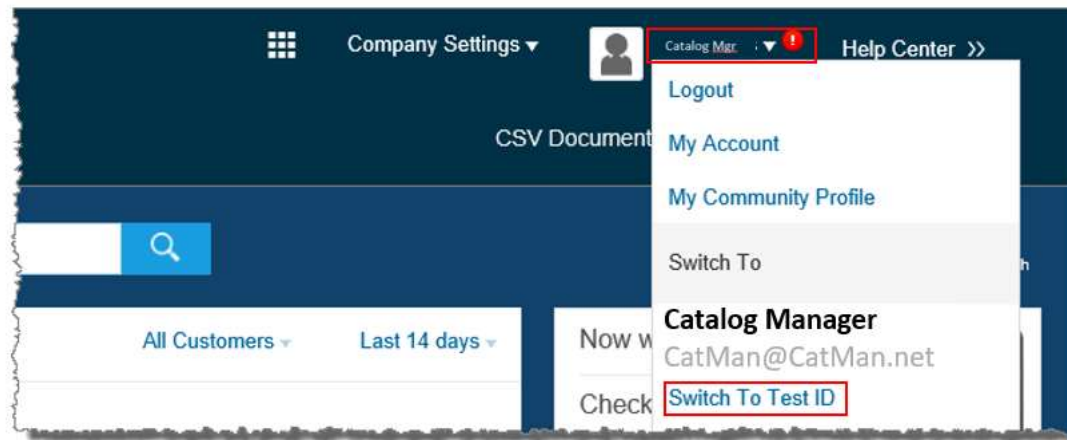 Company Settings ▼
Catalog Mgr. ▼ !
Help Center >>
Logout
CSV Document
My Account
My Community Profile
Switch To
h
All Customers
Last 14 days
Now w
Catalog Manager
CatMan@CatMan.net
Check
Switch To Test ID